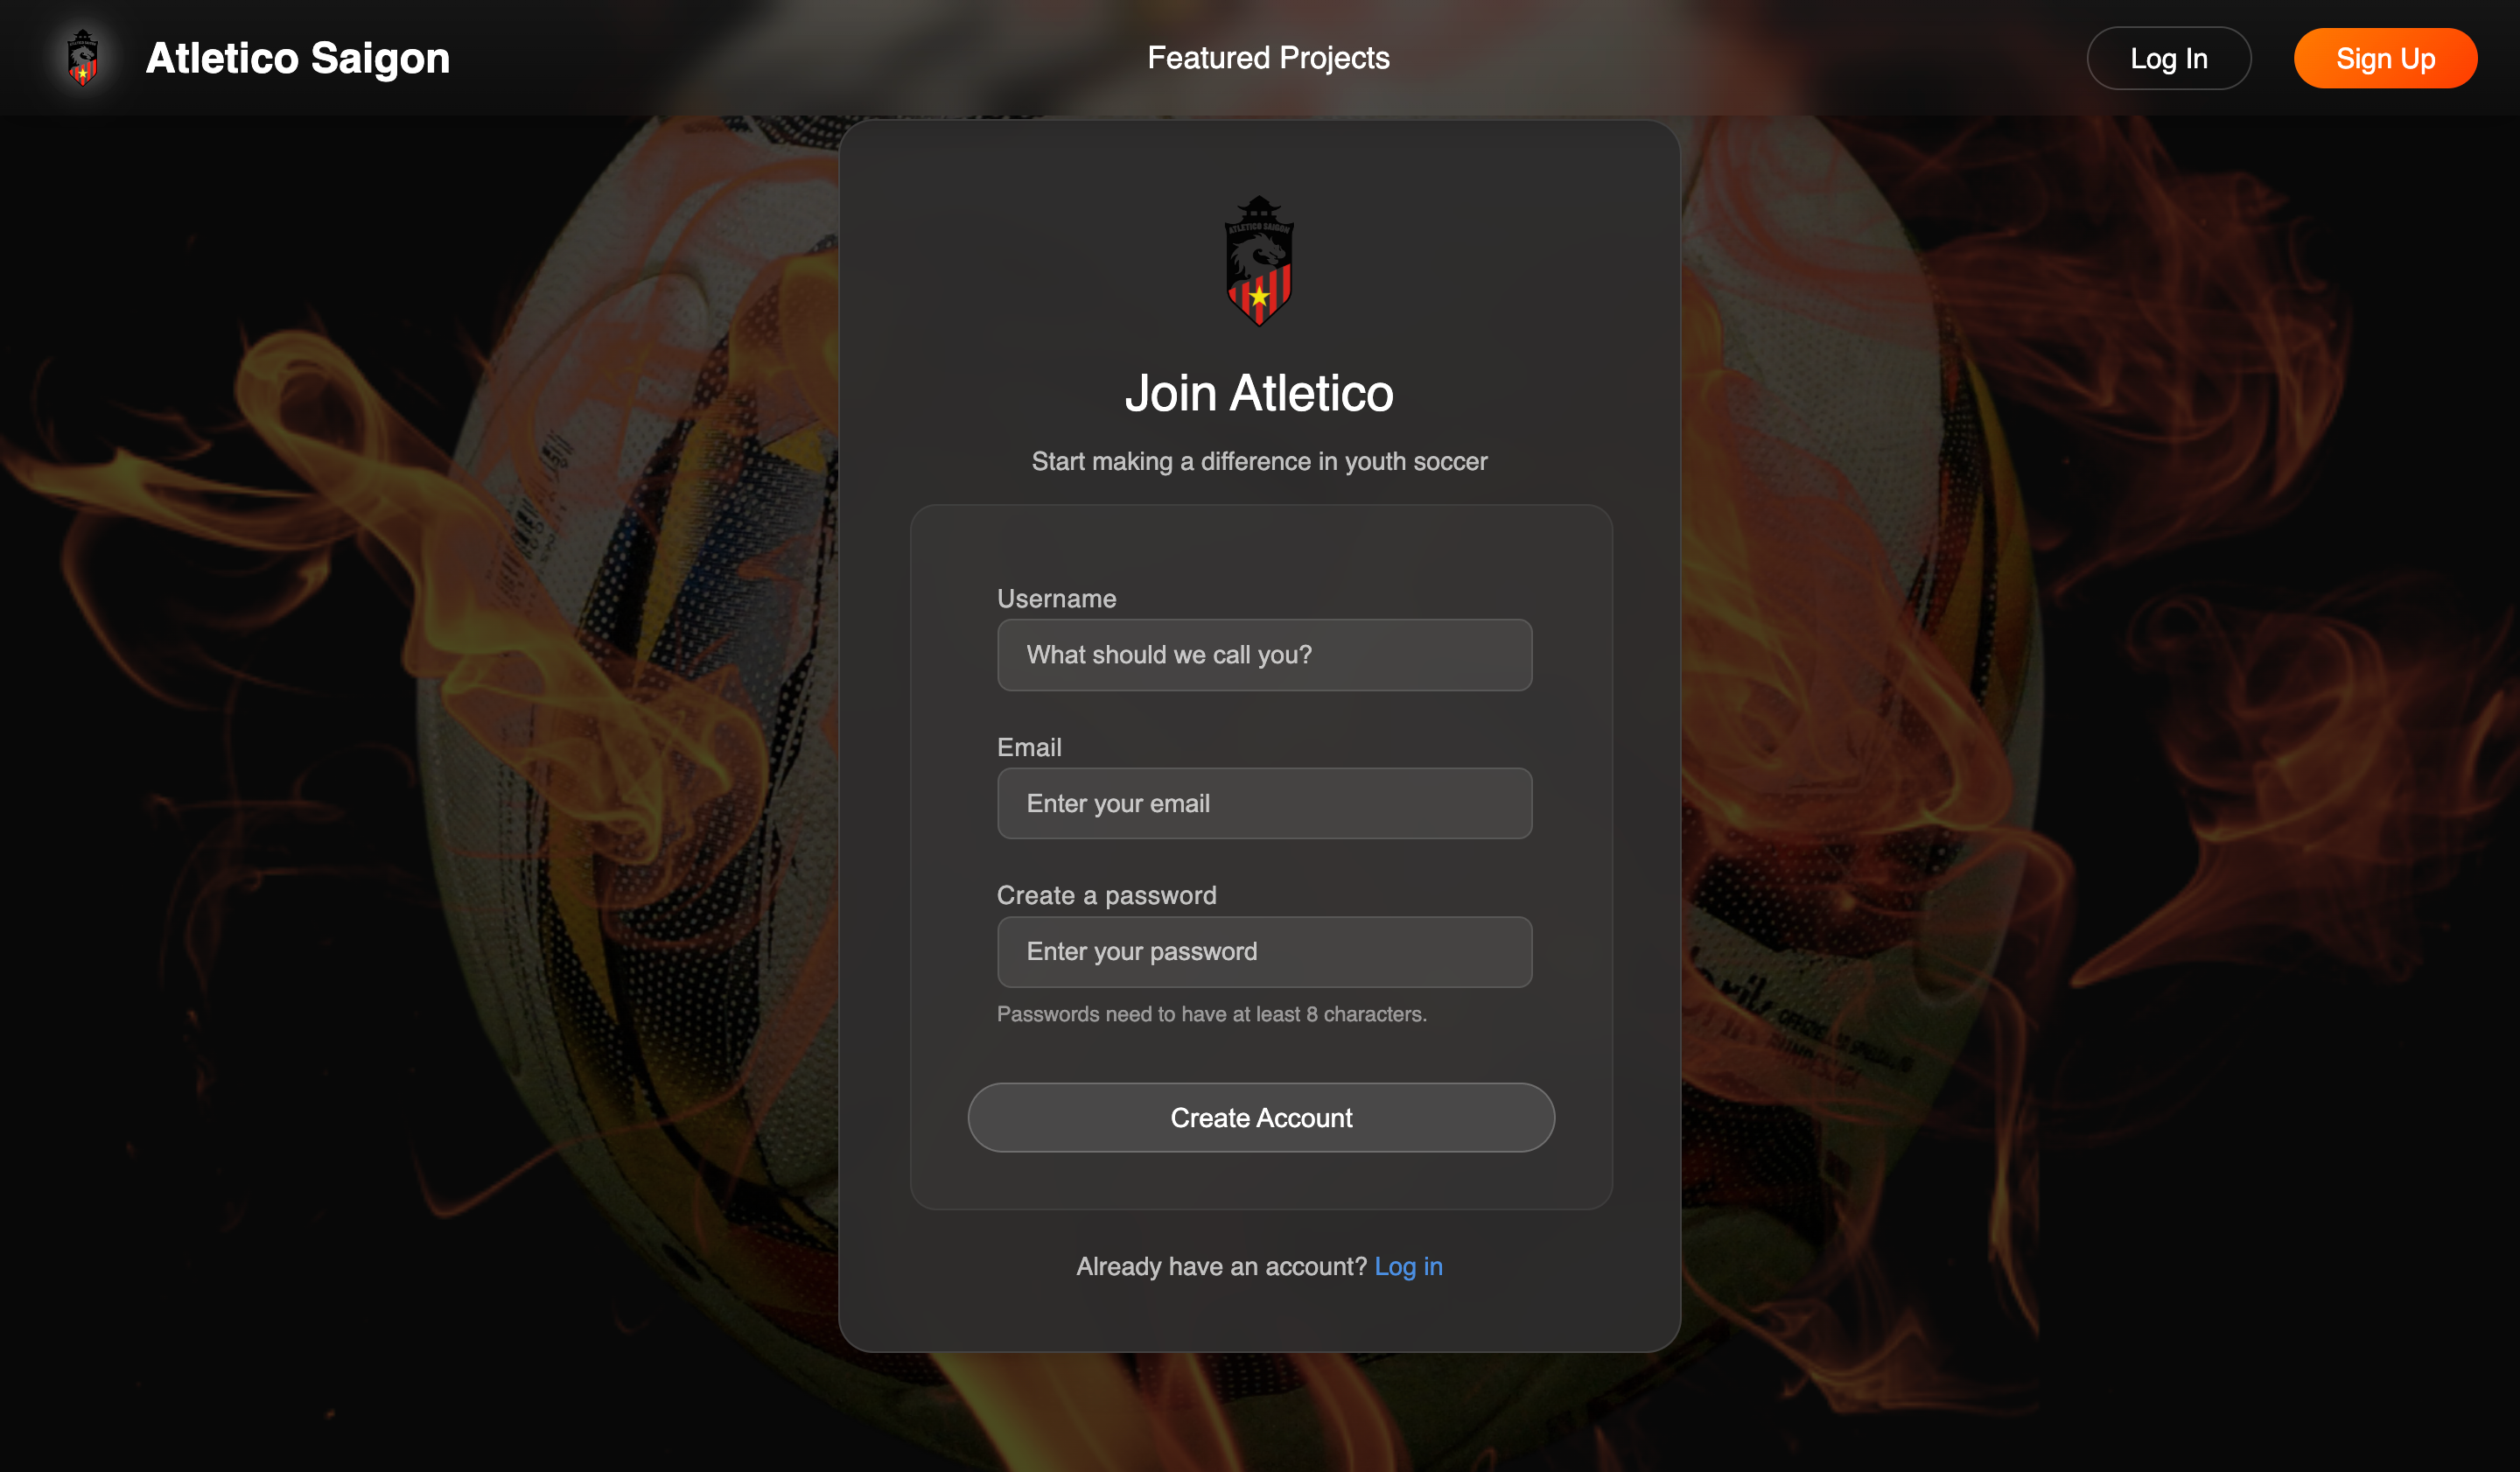 Atletico Saigon
Featured Projects
Log In
Sign Up
ATLETICO SAIGON
Join Atletico
Start making a difference in youth soccer
Username
What should we call you?
Email
Enter your email
Create a password
Enter your password
Passwords need to have at least 8 characters.
Create Account
Already have an account? Log in